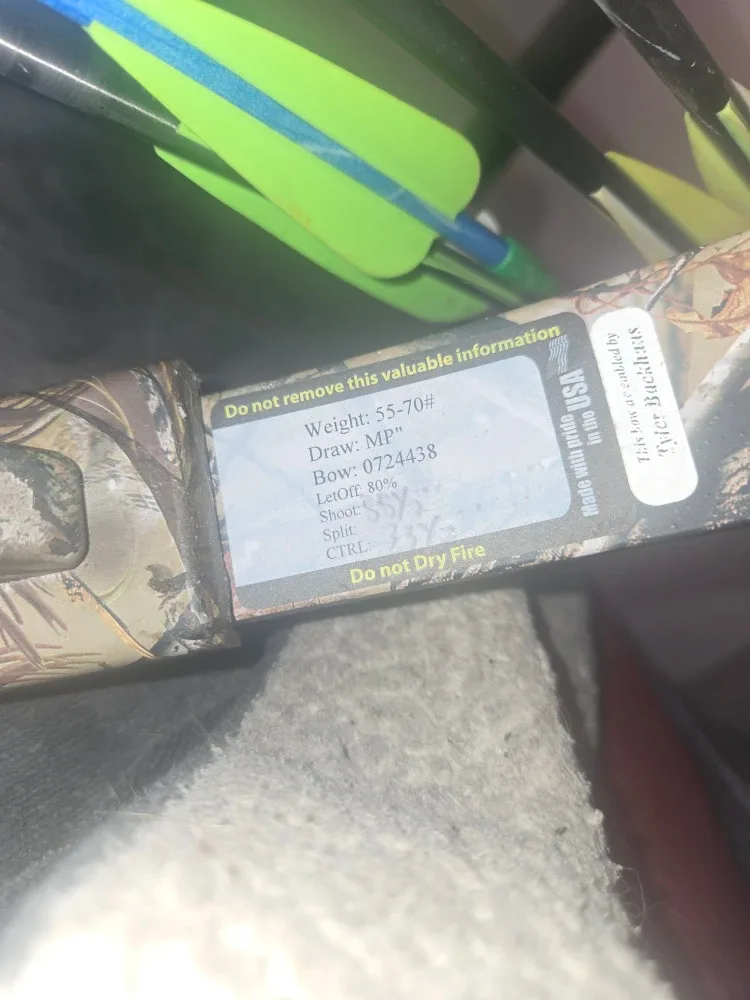 Do not remove this valuable information
Weight: 55-70#
Draw: MP"
Bow: 0724438
LetOff: 80%
Shoot:
Split:
CTRL:
Do not Dry Fire
Made with pride
in the USA
This bow assembled by
Tyler Backhaus